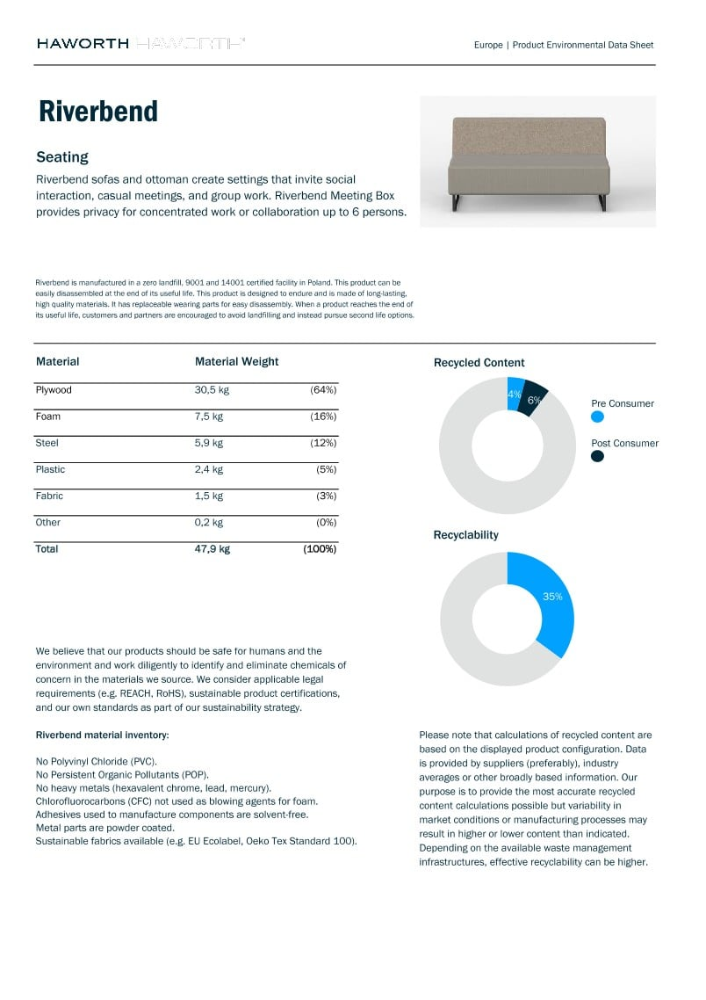 HAWORTH HAWORTH
Europe | Product Environmental Data Sheet
Riverbend
Seating
Riverbend sofas and ottoman create settings that invite social
interaction, casual meetings, and group work. Riverbend Meeting Box
provides privacy for concentrated work or collaboration up to 6 persons.
Riverbend is manufactured in a zero landfill, 9001 and 14001 certified facility in Poland. This product can be
easily disassembled at the end of its useful life. This product is designed to endure and is made of long-lasting,
high quality materials. It has replaceable wearing parts for easy disassembly. When a product reaches the end of
its useful life, customers and partners are encouraged to avoid landfilling and instead pursue second life options.
Material Material Weight
Plywood 30,5 kg (64%)
Foam 7,5 kg (16%)
Steel 5,9 kg (12%)
Plastic 2,4 kg (5%)
Fabric 1,5 kg (3%)
Other 0,2 kg (0%)
Total 47,9 kg (100%)
Recycled Content
4%
6%
Pre Consumer
Post Consumer
Recyclability
35%
We believe that our products should be safe for humans and the
environment and work diligently to identify and eliminate chemicals of
concern in the materials we source. We consider applicable legal
requirements (e.g. REACH, RoHS), sustainable product certifications,
and our own standards as part of our sustainability strategy.
Riverbend material inventory:
No Polyvinyl Chloride (PVC).
No Persistent Organic Pollutants (POP).
No heavy metals (hexavalent chrome, lead, mercury).
Chlorofluorocarbons (CFC) not used as blowing agents for foam.
Adhesives used to manufacture components are solvent-free.
Metal parts are powder coated.
Sustainable fabrics available (e.g. EU Ecolabel, Oeko Tex Standard 100).
Please note that calculations of recycled content are
based on the displayed product configuration. Data
is provided by suppliers (preferably), industry
averages or other broadly based information. Our
purpose is to provide the most accurate recycled
content calculations possible but variability in
market conditions or manufacturing processes may
result in higher or lower content than indicated.
Depending on the available waste management
infrastructures, effective recyclability can be higher.